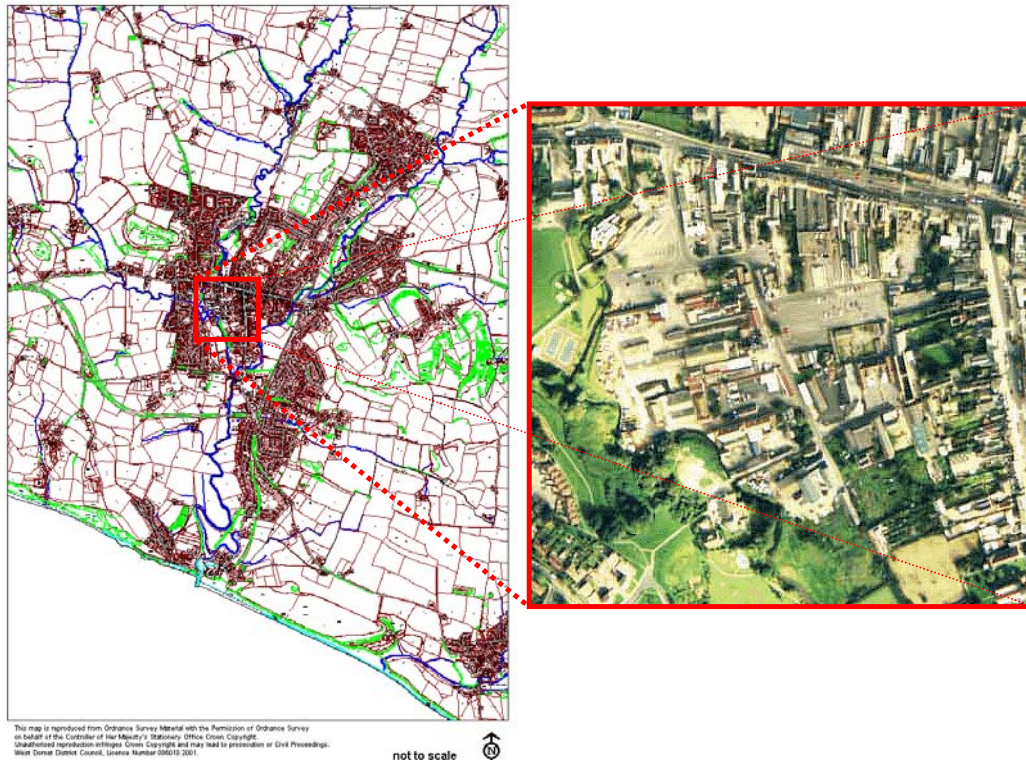 This map is reproduced from Ordnance Survey Material with the Permission of Ordnance Survey
on behalf of the Controller of Her Majesty's Stationery Office Crown Copyright.
Unauthorised reproduction infringes Crown Copyright and may lead to prosecution or Civil Proceedings.
West Dorset District Council, Licence Number 086010 2001.
not to scale
N